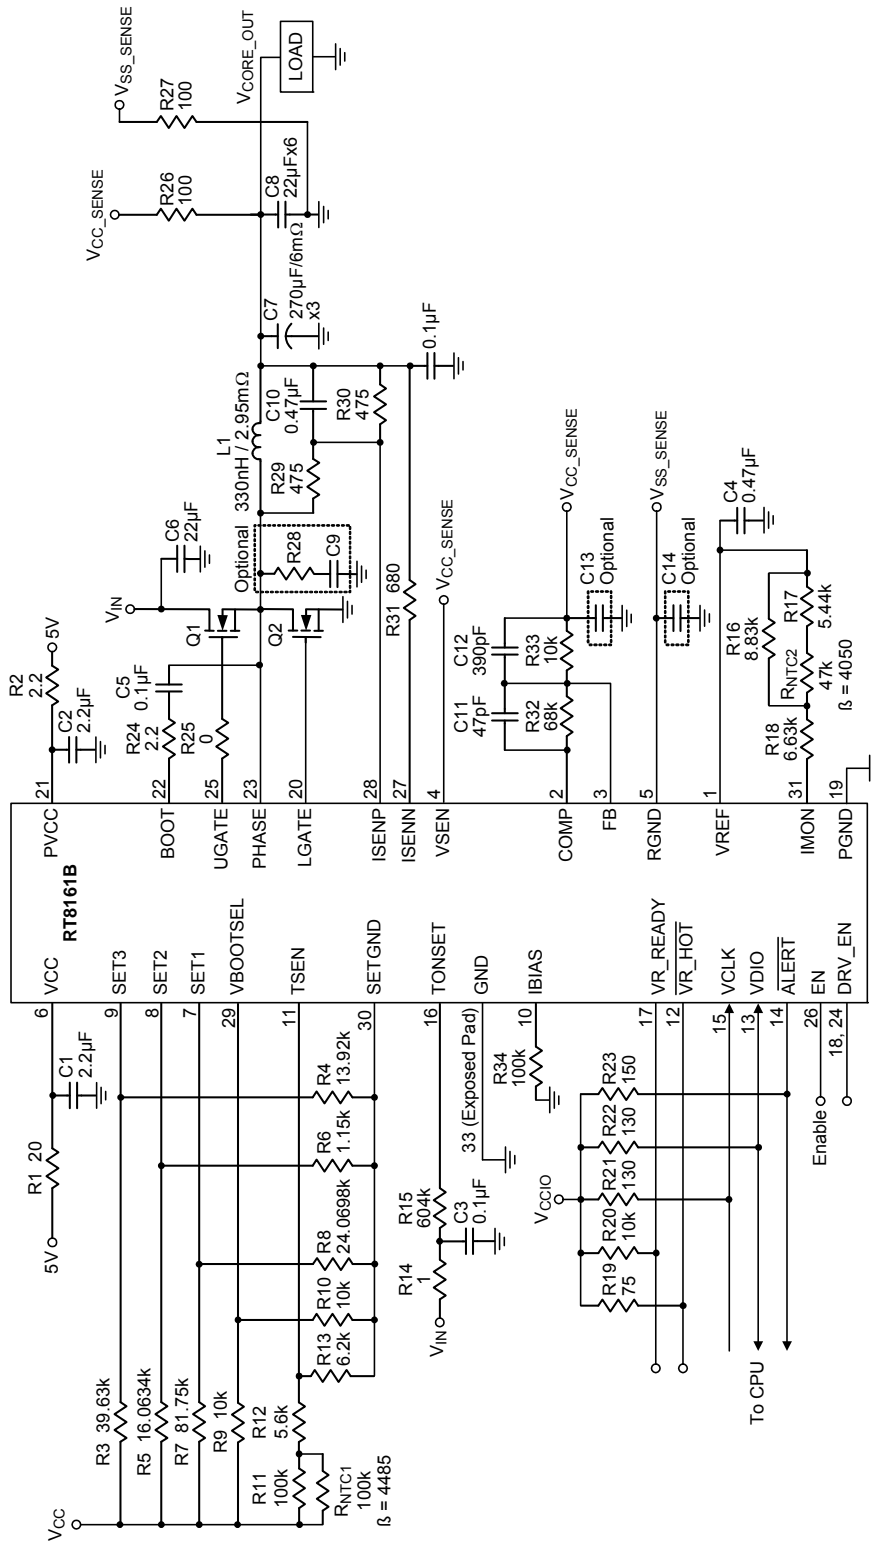 RT8161B
5V
R1 20
C1
2.2µF
6
VCC
VCC
R3 39.63k
9
SET3
R5 16.0634k
8
SET2
R7 81.75k
7
SET1
R9 10k
29
VBOOTSEL
R11
100k
RNTC1
100k
ß = 4485
R12
5.6k
11
TSEN
R13
6.2k
R10
10k
R8
24.0698k
R6
1.15k
R4
13.92k
30
SETGND
VIN
R14
1
R15
604k
C3
0.1µF
16
TONSET
33 (Exposed Pad)
GND
R34
100k
10
IBIAS
VCCIO
R19
75
R20
10k
R21
130
R22
130
R23
150
17
VR_READY
12
VR_HOT
15
VCLK
13
VDIO
14
ALERT
To CPU
Enable
26
EN
18, 24
DRV_EN
PVCC
21
R2
2.2
5V
C2
2.2µF
BOOT
22
R24
2.2
C5
0.1µF
UGATE
25
R25
0
PHASE
23
LGATE
20
VIN
C6
22µF
Q1
Q2
Optional
R28
C9
L1
330nH / 2.95mΩ
R29
475
C10
0.47µF
R30
475
ISENP
28
ISENN
27
R31 680
0.1µF
C7
270µF/6mΩ
x3
C8
22µFx6
VCC_SENSE
R26
100
VSS_SENSE
R27
100
VCORE_OUT
LOAD
VSEN
4
VCC_SENSE
COMP
2
FB
3
C11
47pF
R32
68k
C12
390pF
R33
10k
C13
Optional
VCC_SENSE
RGND
5
C14
Optional
VSS_SENSE
VREF
1
C4
0.47µF
IMON
31
R18
6.63k
RNTC2
47k
ß = 4050
R16
8.83k
R17
5.44k
PGND
19